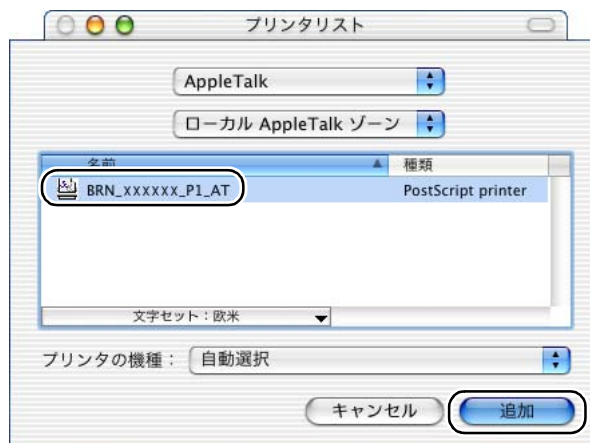 プリンタリスト
AppleTalk
ローカル AppleTalk ゾーン
名前 種類
BRN_xxxxxx_P1_AT PostScript printer
文字セット：欧米
プリンタの機種： 自動選択
キャンセル 追加